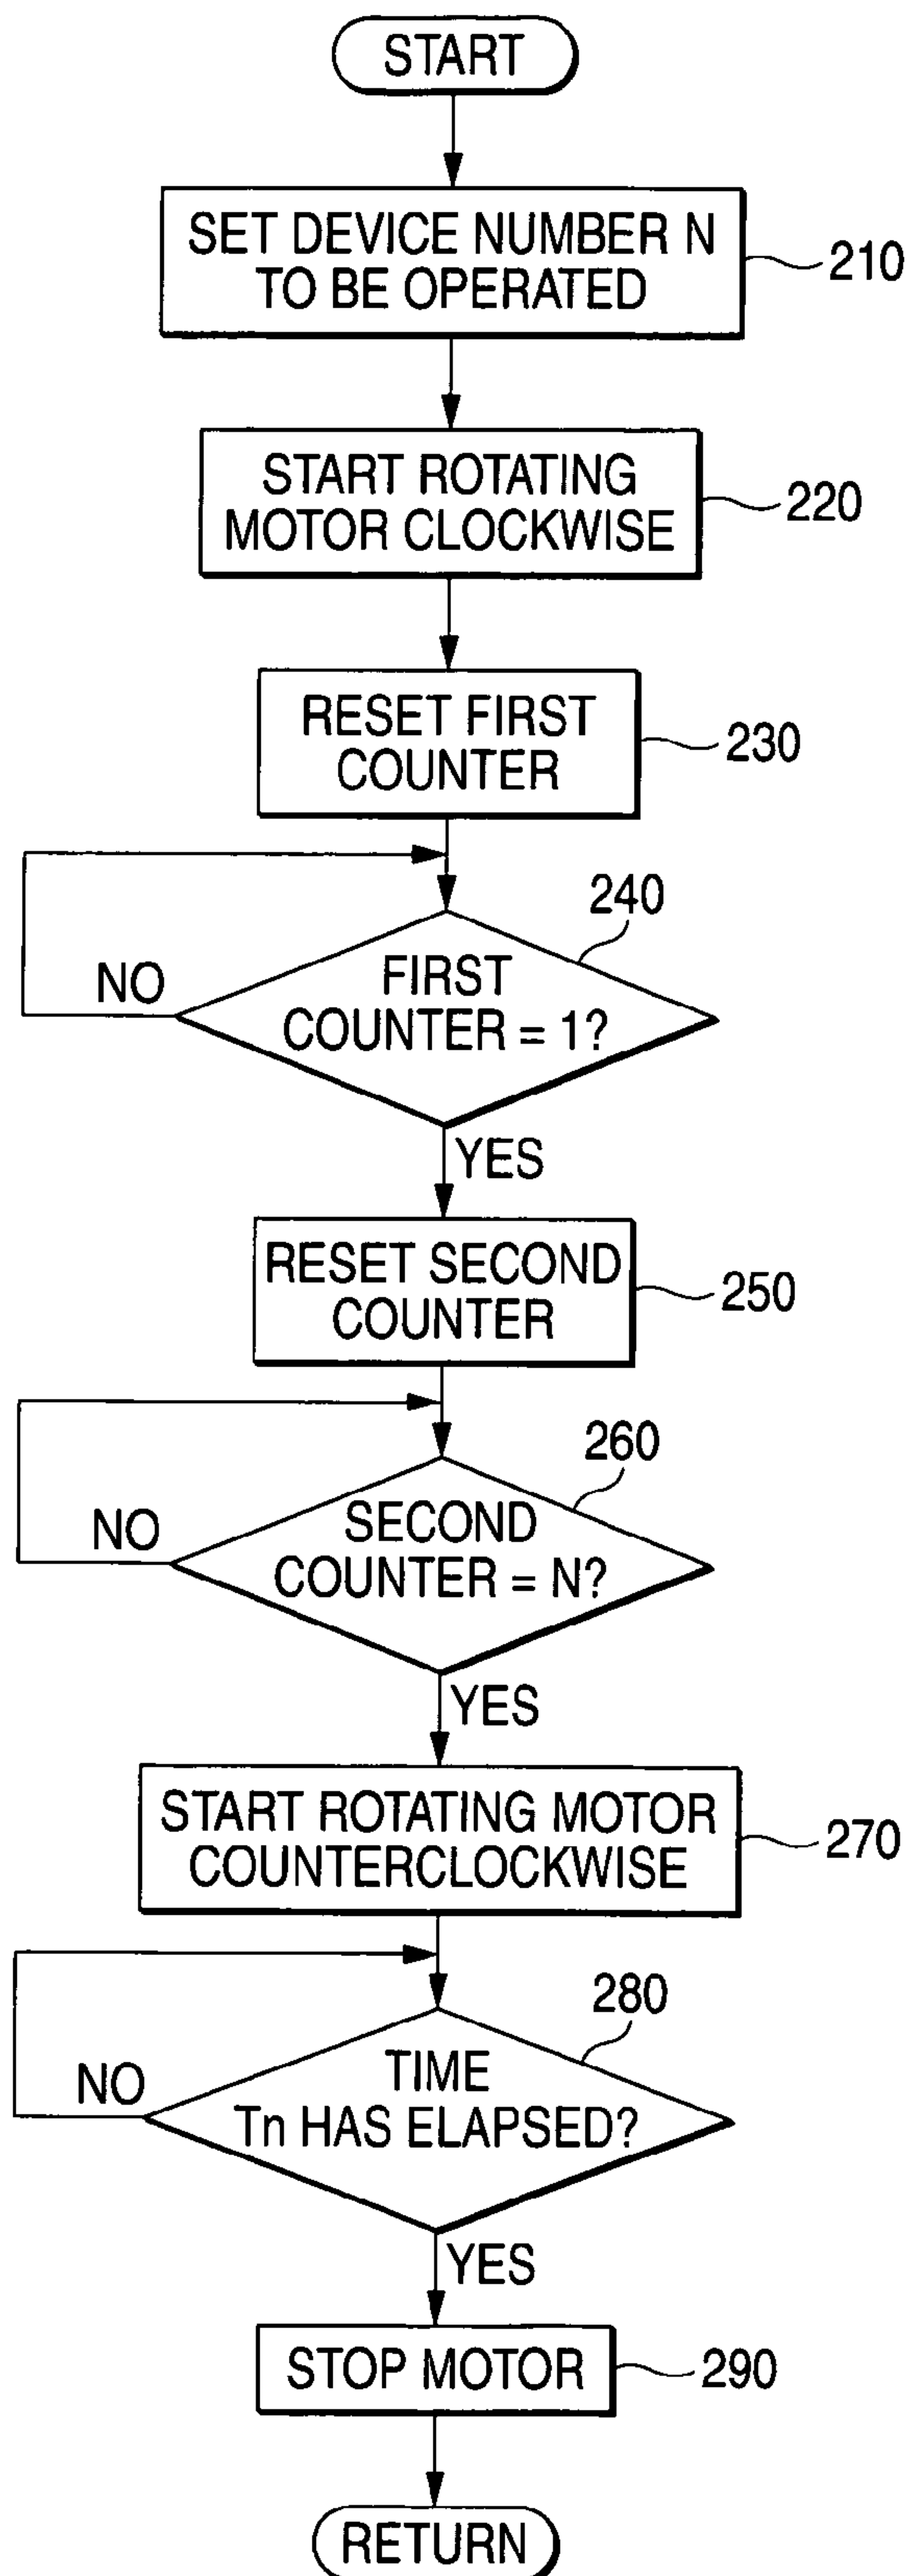 START
SET DEVICE NUMBER N
TO BE OPERATED
210
START ROTATING
MOTOR CLOCKWISE
220
RESET FIRST
COUNTER
230
240
FIRST
COUNTER = 1?
NO
YES
RESET SECOND
COUNTER
250
260
SECOND
COUNTER = N?
NO
YES
START ROTATING MOTOR
COUNTERCLOCKWISE
270
280
TIME
Tn HAS ELAPSED?
NO
YES
STOP MOTOR
290
RETURN